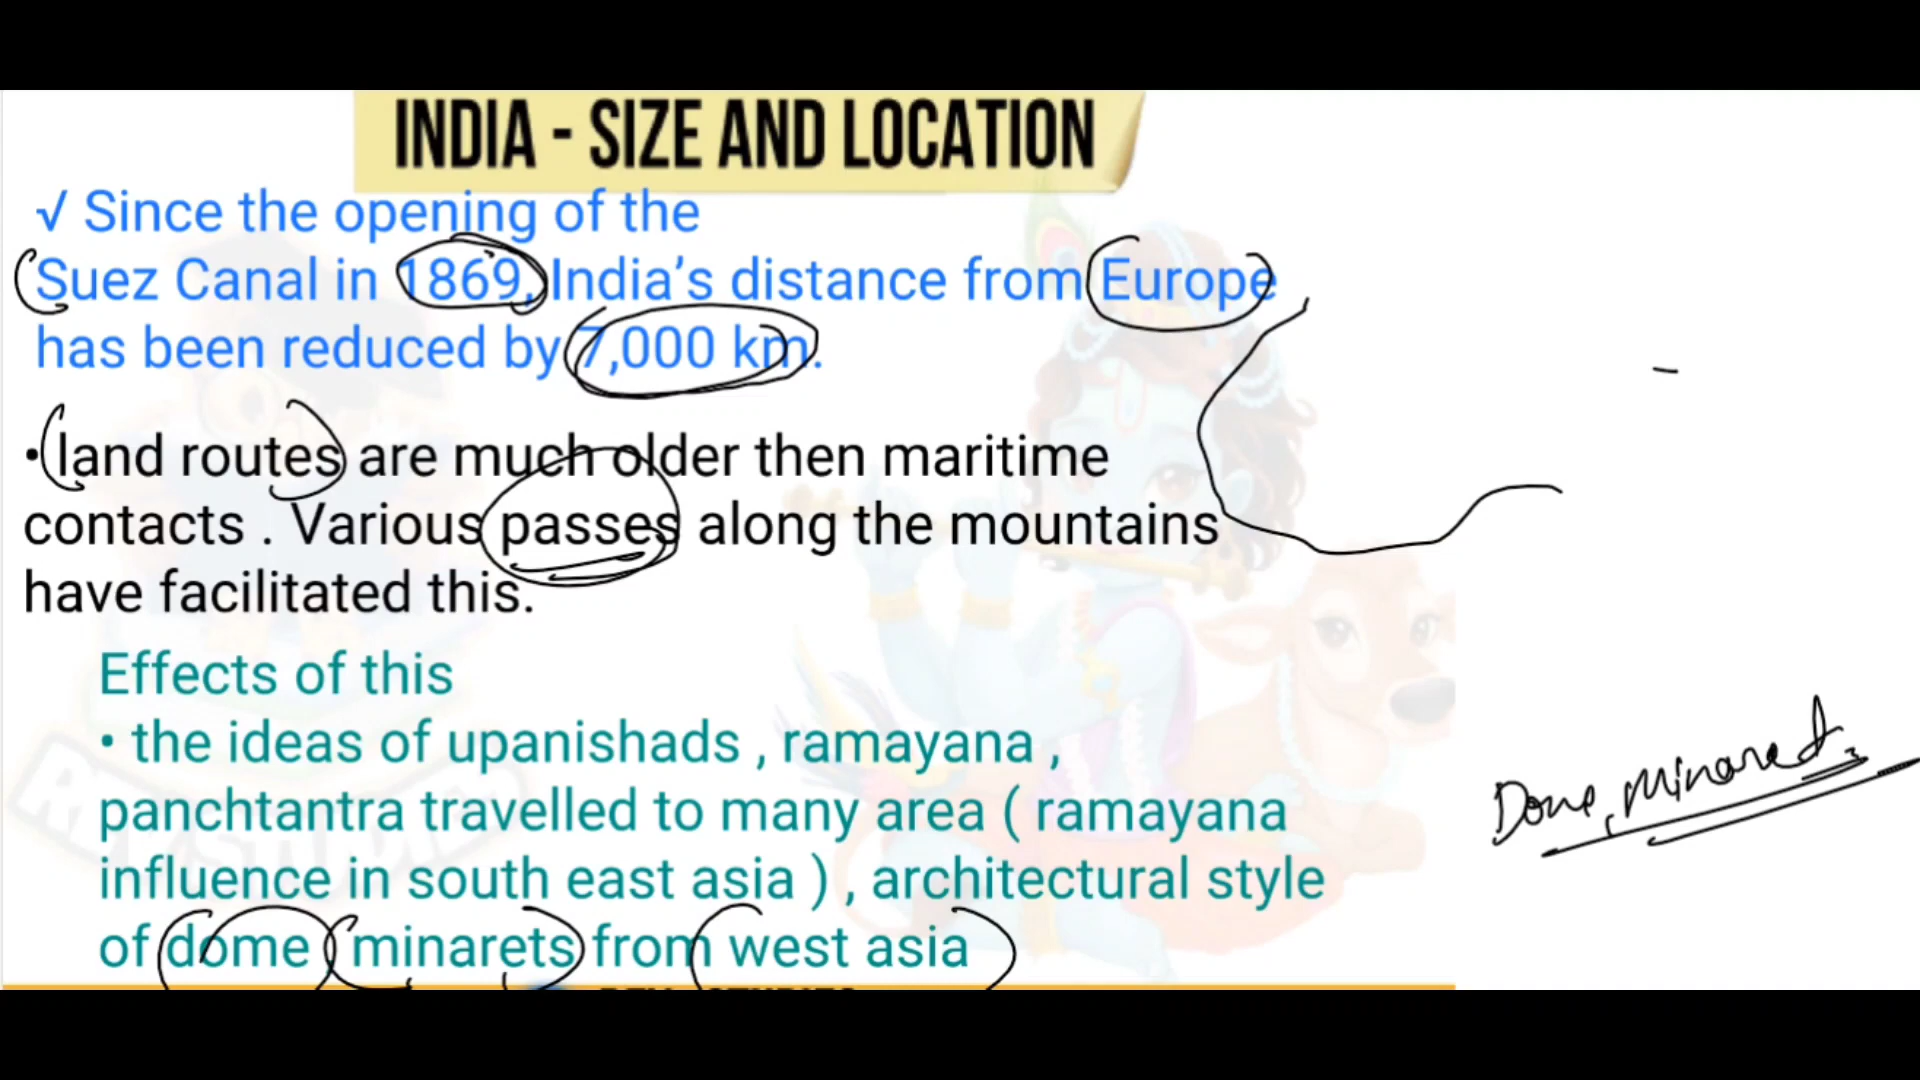 INDIA - SIZE AND LOCATION
√ Since the opening of the
Suez Canal in 1869, India's distance from Europe
has been reduced by 7,000 km.
• land routes are much older then maritime
contacts . Various passes along the mountains
have facilitated this.
Effects of this
• the ideas of upanishads , ramayana ,
panchtantra travelled to many area ( ramayana
influence in south east asia ) , architectural style
of dome minarets from west asia